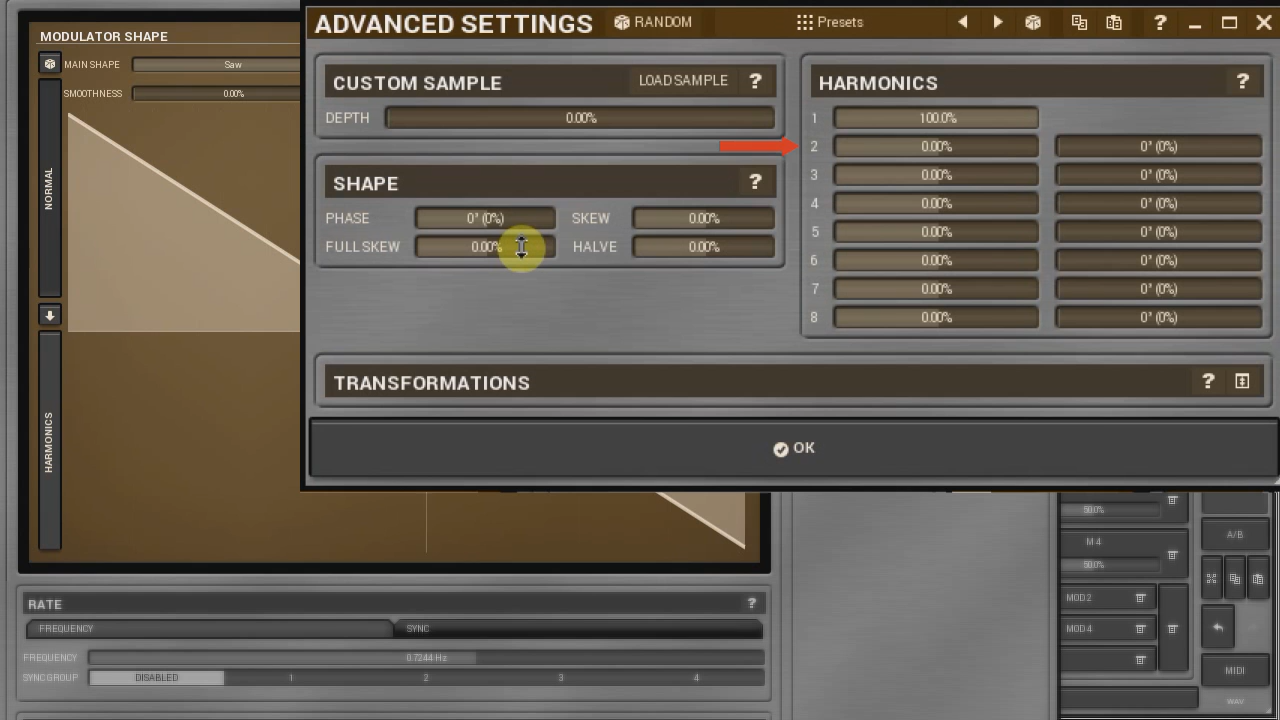 MODULATOR SHAPE
MAIN SHAPE Saw
SMOOTHNESS 0.00%
NORMAL
HARMONICS
ADVANCED SETTINGS RANDOM Presets ?
CUSTOM SAMPLE LOAD SAMPLE ?
DEPTH 0.00%
SHAPE ?
PHASE 0° (0%) SKEW 0.00%
FULL SKEW 0.00% HALVE 0.00%
HARMONICS ?
1 100.0%
2 0.00% 0° (0%)
3 0.00% 0° (0%)
4 0.00% 0° (0%)
5 0.00% 0° (0%)
6 0.00% 0° (0%)
7 0.00% 0° (0%)
8 0.00% 0° (0%)
TRANSFORMATIONS ?
OK
RATE ?
FREQUENCY SYNC
FREQUENCY 0.7244 Hz
SYNC GROUP DISABLED 1 2 3 4
50.0%
M 4
50.0%
MOD 2
MOD 4
A/B
MIDI
WAV